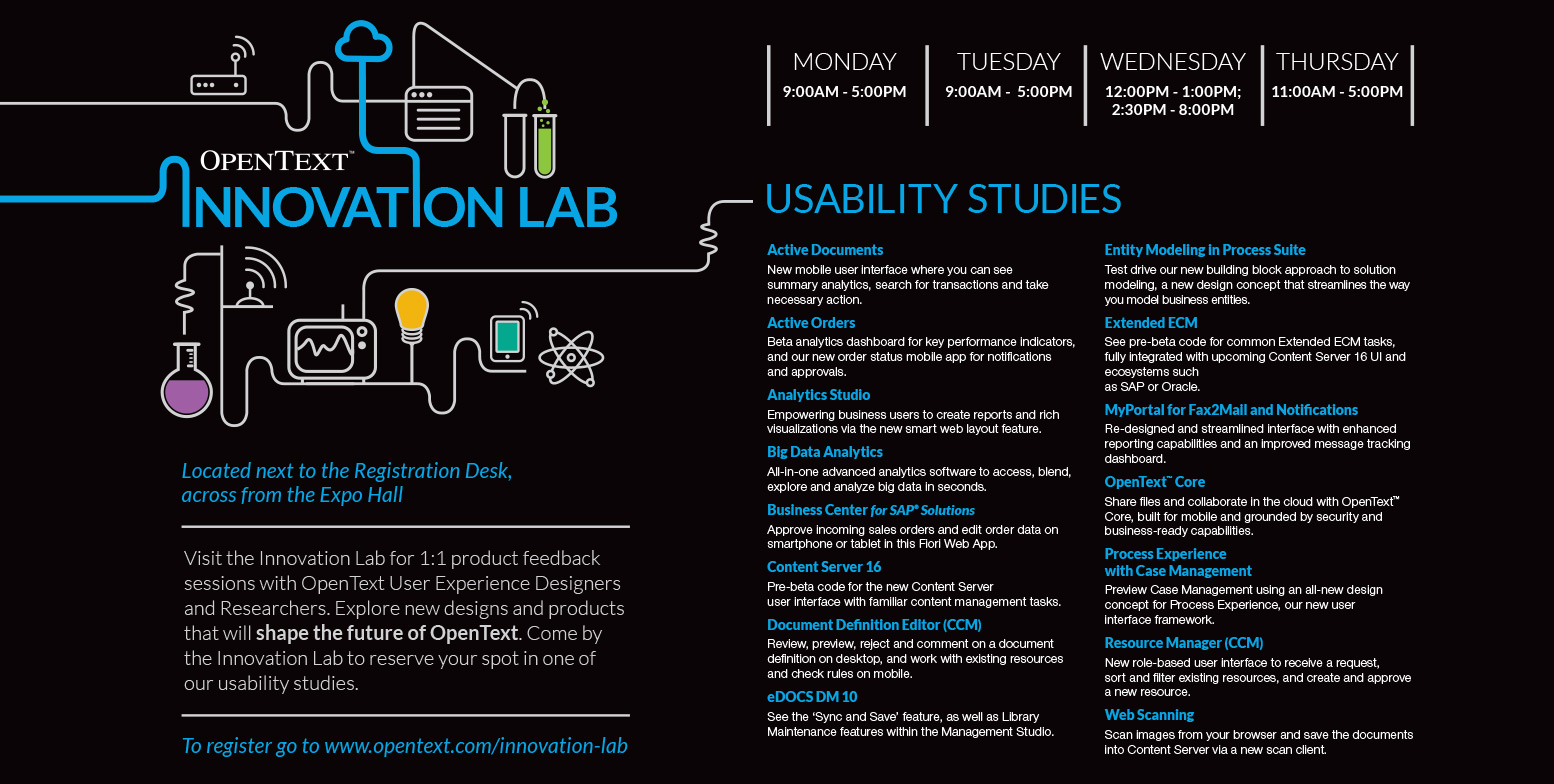 OPENTEXT™
INNOVATION LAB
Located next to the Registration Desk,
across from the Expo Hall
Visit the Innovation Lab for 1:1 product feedback
sessions with OpenText User Experience Designers
and Researchers. Explore new designs and products
that will shape the future of OpenText. Come by
the Innovation Lab to reserve your spot in one of
our usability studies.
To register go to www.opentext.com/innovation-lab
MONDAY
9:00AM - 5:00PM
TUESDAY
9:00AM - 5:00PM
WEDNESDAY
12:00PM - 1:00PM;
2:30PM - 8:00PM
THURSDAY
11:00AM - 5:00PM
USABILITY STUDIES
Active Documents
New mobile user interface where you can see
summary analytics, search for transactions and take
necessary action.
Active Orders
Beta analytics dashboard for key performance indicators,
and our new order status mobile app for notifications
and approvals.
Analytics Studio
Empowering business users to create reports and rich
visualizations via the new smart web layout feature.
Big Data Analytics
All-in-one advanced analytics software to access, blend,
explore and analyze big data in seconds.
Business Center for SAP® Solutions
Approve incoming sales orders and edit order data on
smartphone or tablet in this Fiori Web App.
Content Server 16
Pre-beta code for the new Content Server
user interface with familiar content management tasks.
Document Definition Editor (CCM)
Review, preview, reject and comment on a document
definition on desktop, and work with existing resources
and check rules on mobile.
eDOCS DM 10
See the ‘Sync and Save’ feature, as well as Library
Maintenance features within the Management Studio.
Entity Modeling in Process Suite
Test drive our new building block approach to solution
modeling, a new design concept that streamlines the way
you model business entities.
Extended ECM
See pre-beta code for common Extended ECM tasks,
fully integrated with upcoming Content Server 16 UI and
ecosystems such
as SAP or Oracle.
MyPortal for Fax2Mail and Notifications
Re-designed and streamlined interface with enhanced
reporting capabilities and an improved message tracking
dashboard.
OpenText™ Core
Share files and collaborate in the cloud with OpenText™
Core, built for mobile and grounded by security and
business-ready capabilities.
Process Experience
with Case Management
Preview Case Management using an all-new design
concept for Process Experience, our new user
interface framework.
Resource Manager (CCM)
New role-based user interface to receive a request,
sort and filter existing resources, and create and approve
a new resource.
Web Scanning
Scan images from your browser and save the documents
into Content Server via a new scan client.